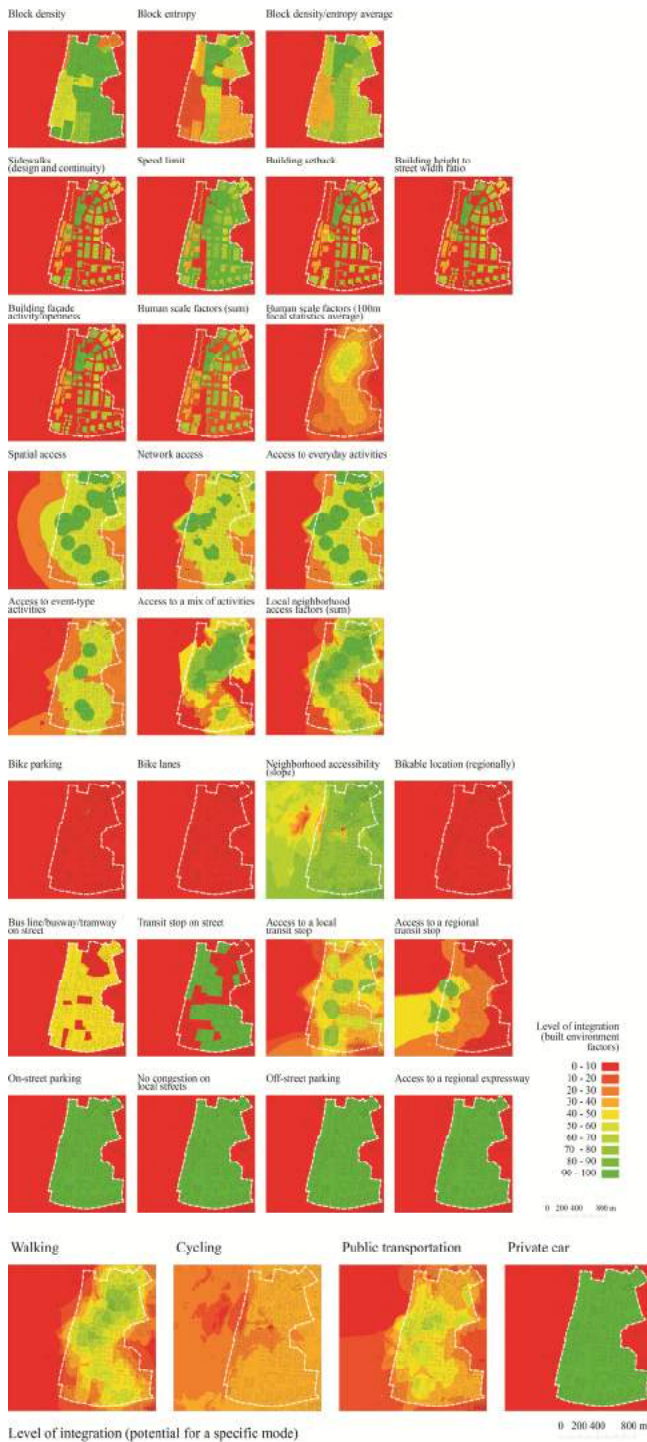 Block density
Block entropy
Block density/entropy average
Sidewalks
(design and continuity)
Speed limit
Building setback
Building height to
street width ratio
Building façade
activity/openness
Human scale factors (sum)
Human scale factors (100m
focal statistics average)
Spatial access
Network access
Access to everyday activities
Access to event-type
activities
Access to a mix of activities
Local neighborhood
access factors (sum)
Bike parking
Bike lanes
Neighborhood accessibility
(slope)
Bikable location (regionally)
Bus line/busway/tramway
on street
Transit stop on street
Access to a local
transit stop
Access to a regional
transit stop
Level of integration
(built environment
factors)
0 - 10
10 - 20
20 - 30
30 - 40
40 - 50
50 - 60
60 - 70
70 - 80
80 - 90
90 - 100
0 200 400 800 m
On-street parking
No congestion on
local streets
Off-street parking
Access to a regional expressway
Walking
Cycling
Public transportation
Private car
Level of integration (potential for a specific mode)
0 200 400 800 m